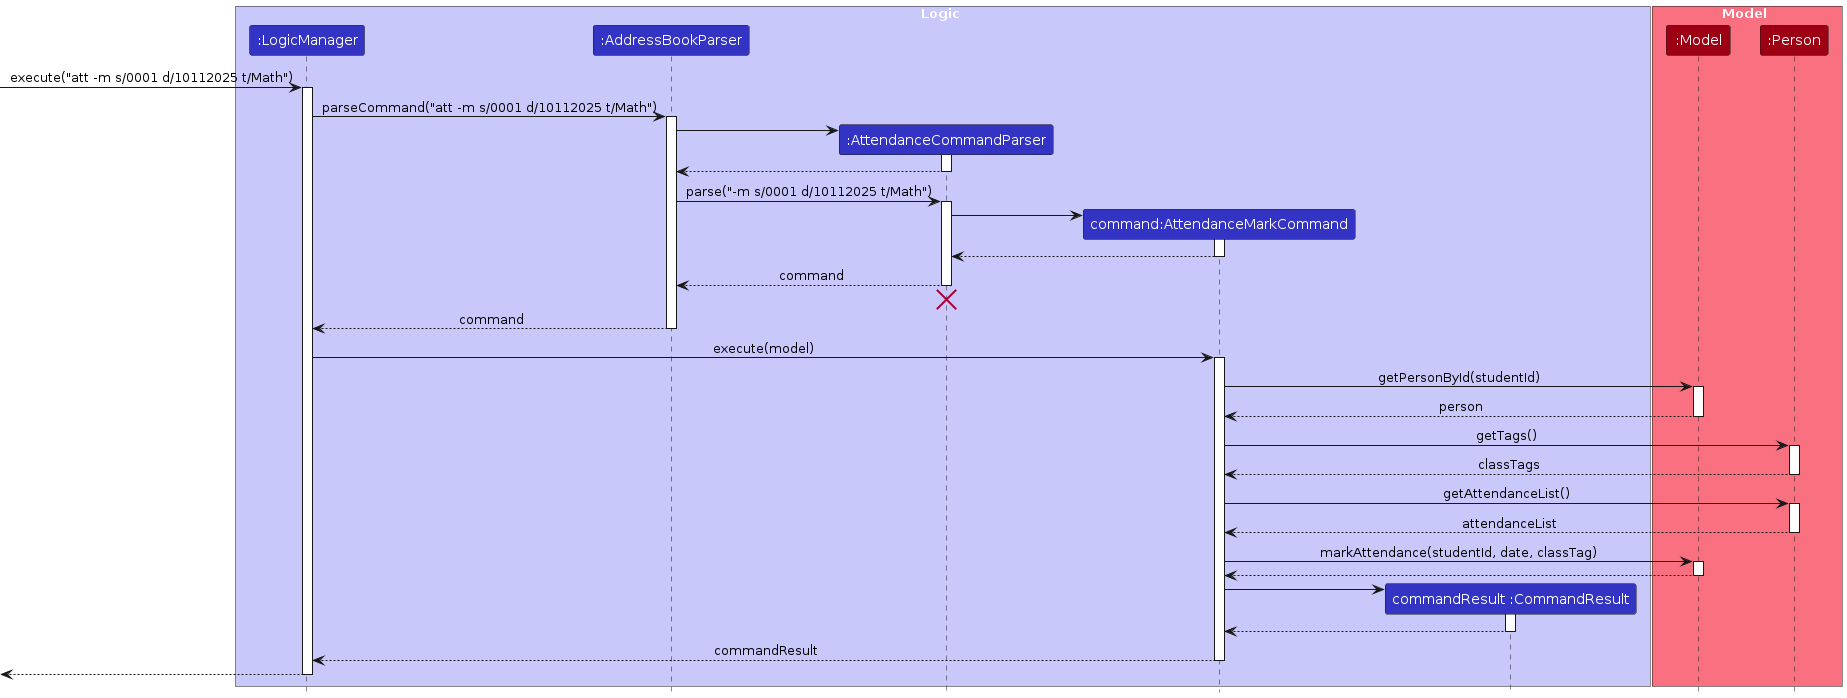 Logic
Model
:LogicManager
:AddressBookParser
:Model
:Person
execute("att -m s/0001 d/10112025 t/Math")
parseCommand("att -m s/0001 d/10112025 t/Math")
:AttendanceCommandParser
parse("-m s/0001 d/10112025 t/Math")
command:AttendanceMarkCommand
command
command
execute(model)
getPersonById(studentId)
person
getTags()
classTags
getAttendanceList()
attendanceList
markAttendance(studentId, date, classTag)
commandResult :CommandResult
commandResult